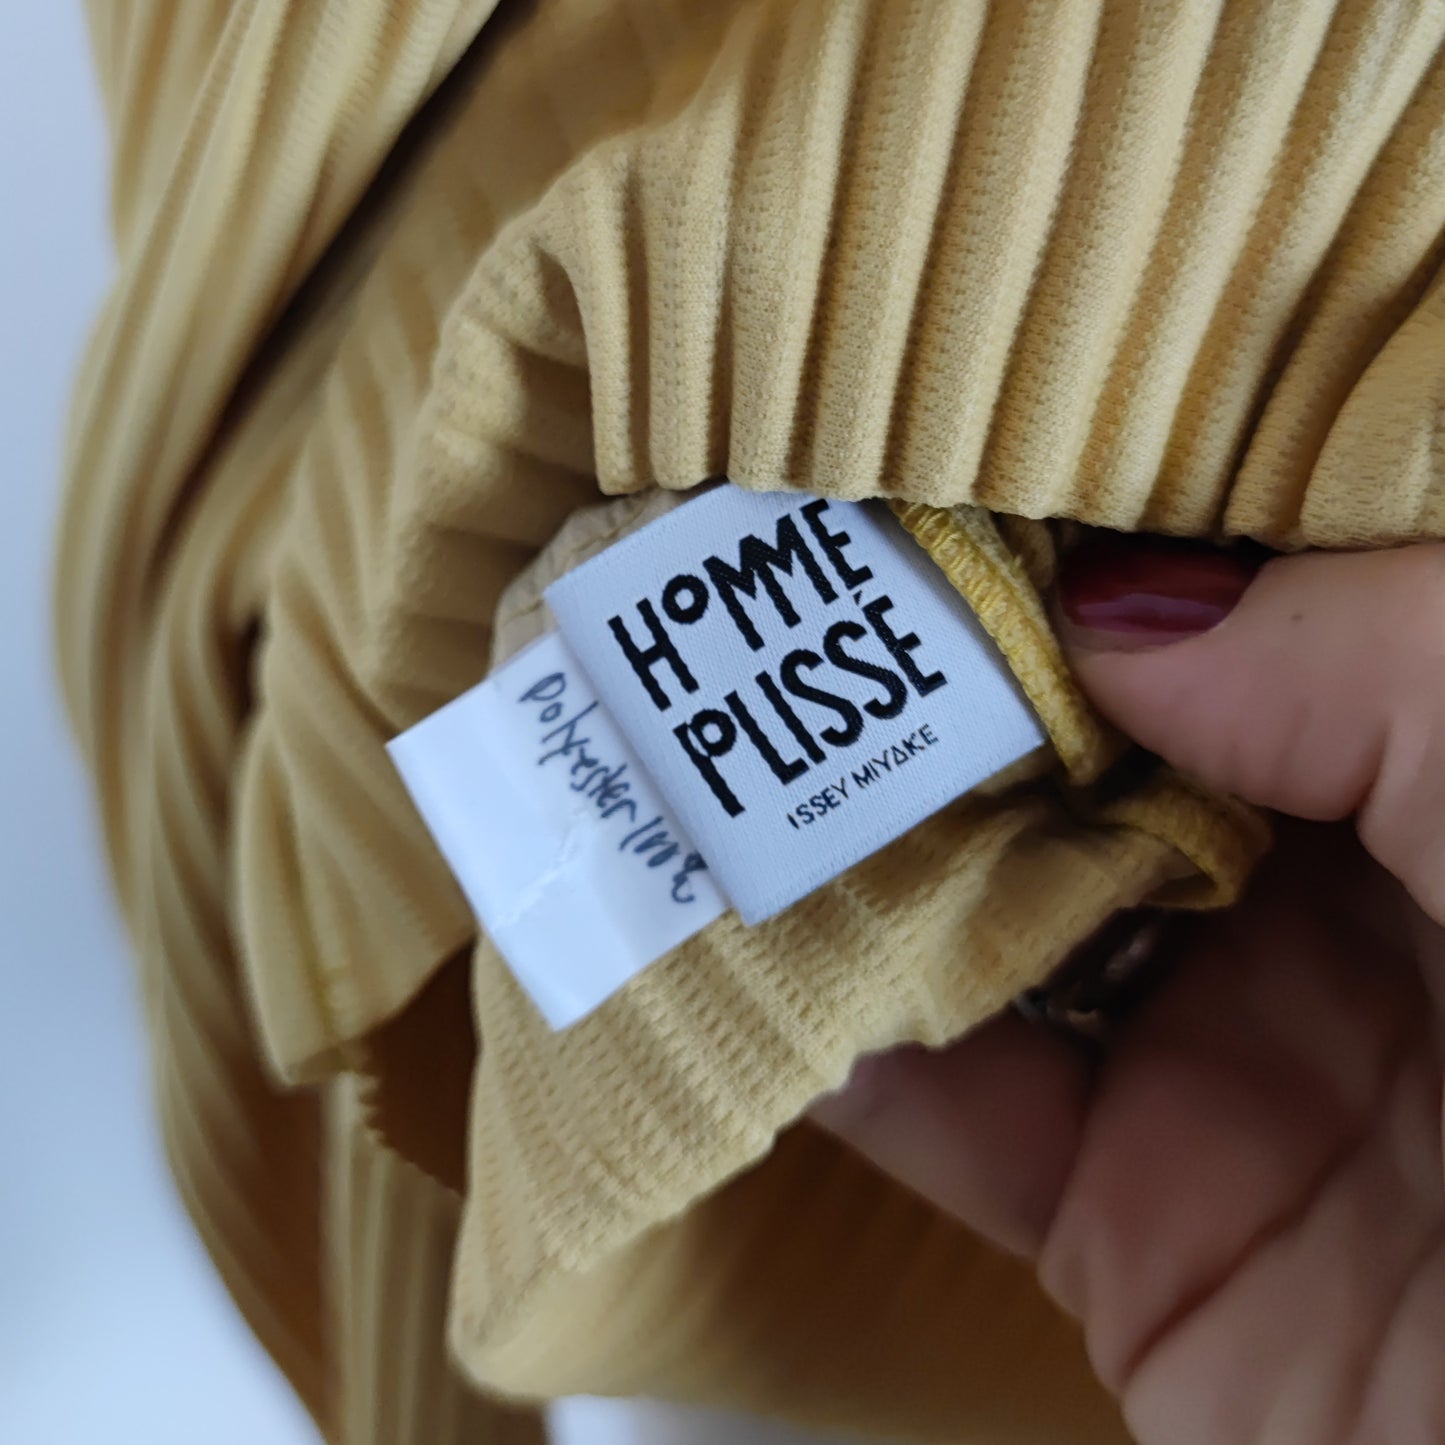 HOMME
PLISSÉ
ISSEY MIYAKE
polyester